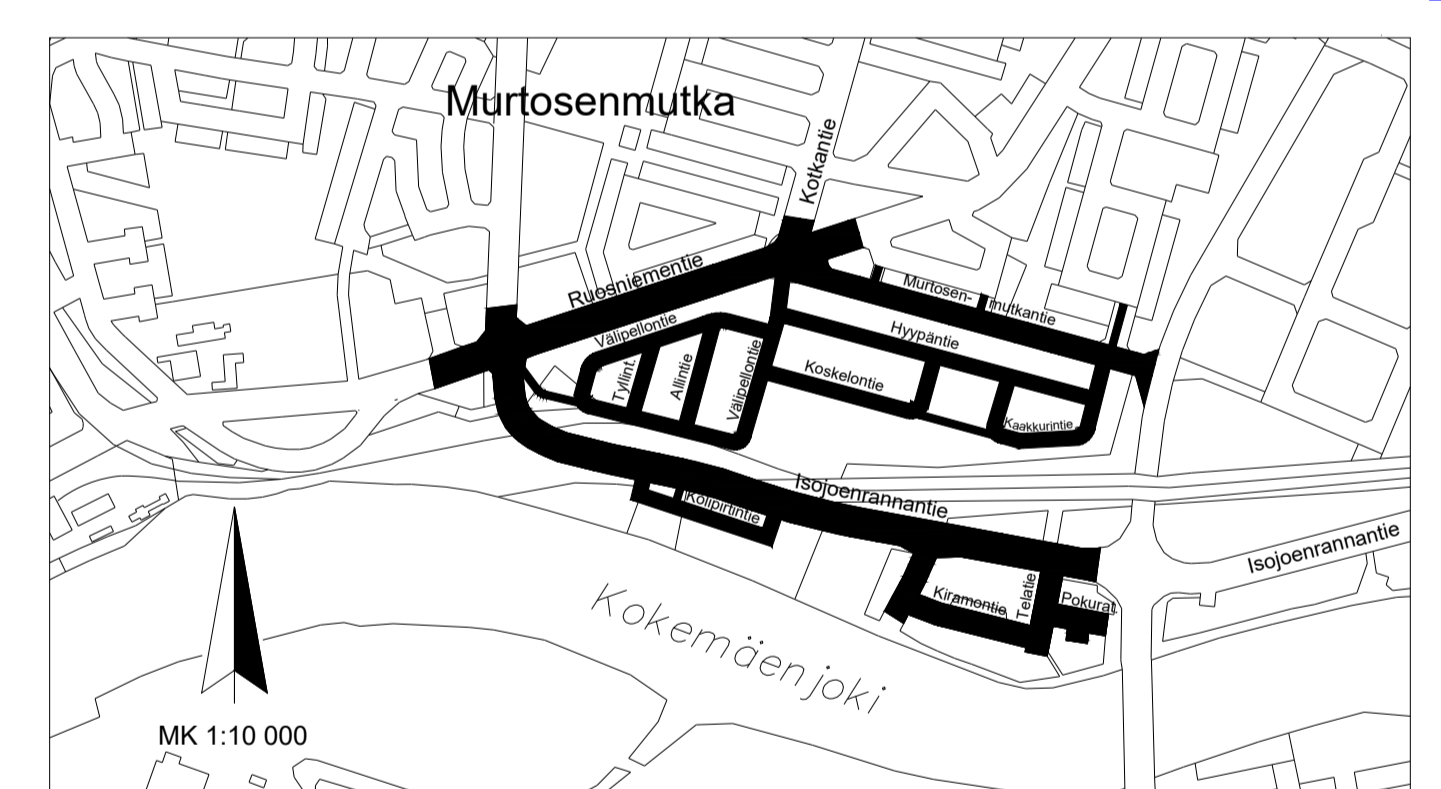 Murtosenmutka
Kotkantie
Ruosniementie
Murtosen-
mutkantie
Välipellontie
Hyypäntie
Tyllint.
Allintie
Välipellontie
Koskelontie
Kaakkurintie
Isojoenrannantie
Kolipirtintie
Isojoenrannantie
Kiramontie
Telatie
Pokurat.
Kokemäenjoki
MK 1:10 000